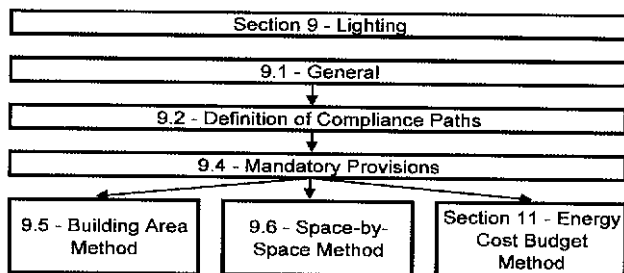 Section 9 - Lighting
9.1 - General
9.2 - Definition of Compliance Paths
9.4 - Mandatory Provisions
9.5 - Building Area
Method
9.6 - Space-by-
Space Method
Section 11 - Energy
Cost Budget
Method